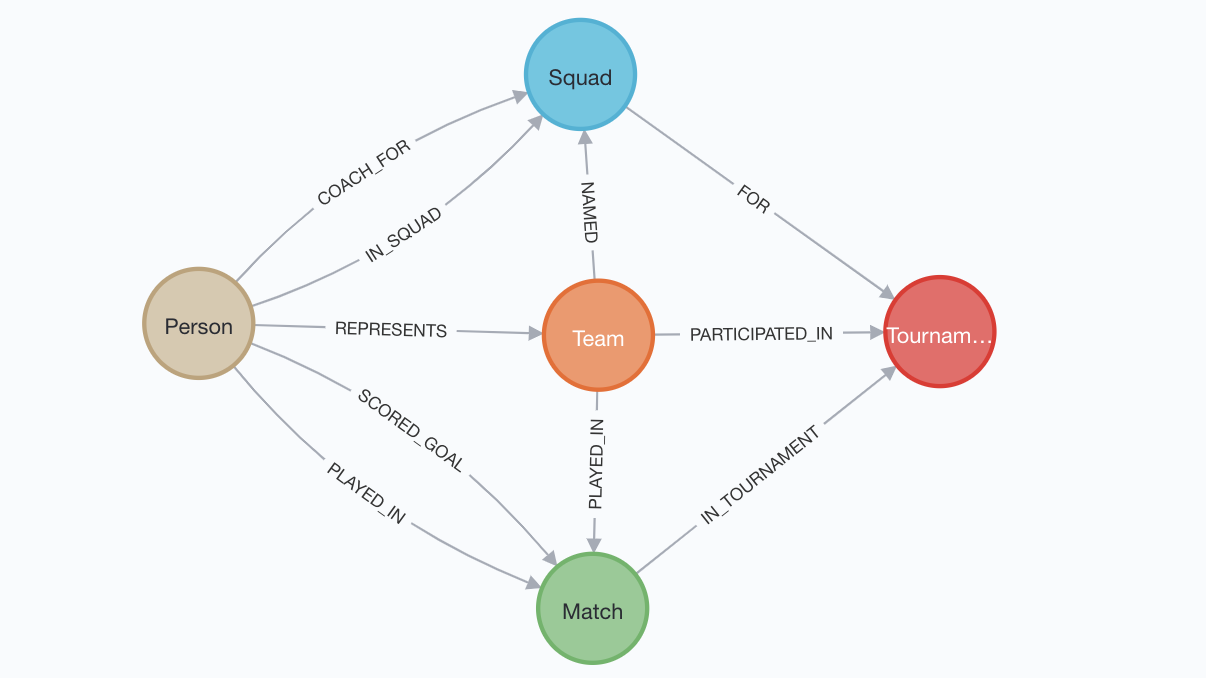 Squad
COACH_FOR
IN_SQUAD
NAMED
FOR
Person
REPRESENTS
Team
PARTICIPATED_IN
Tournam...
SCORED_GOAL
PLAYED_IN
PLAYED_IN
IN_TOURNAMENT
Match